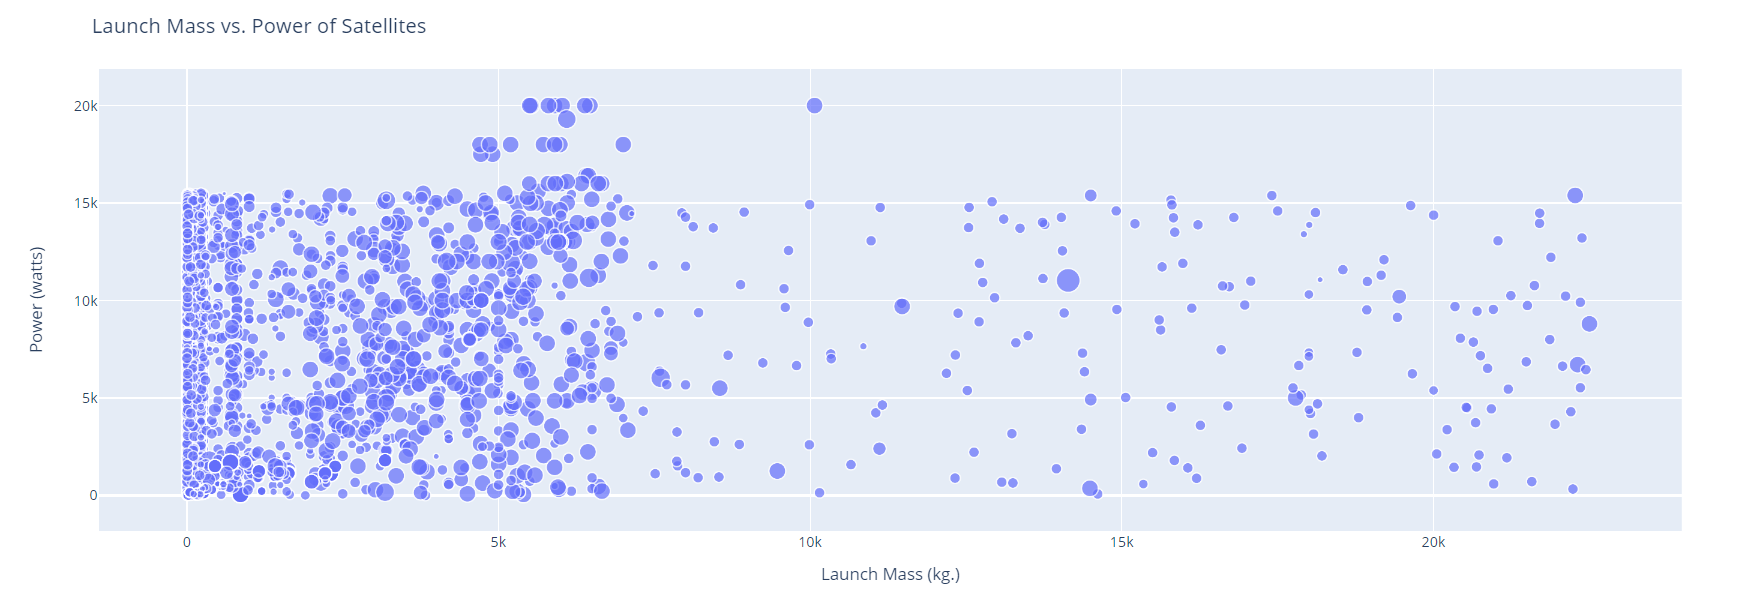 Launch Mass vs. Power of Satellites
Power (watts)
20k
15k
10k
5k
0
0
5k
10k
15k
20k
Launch Mass (kg.)